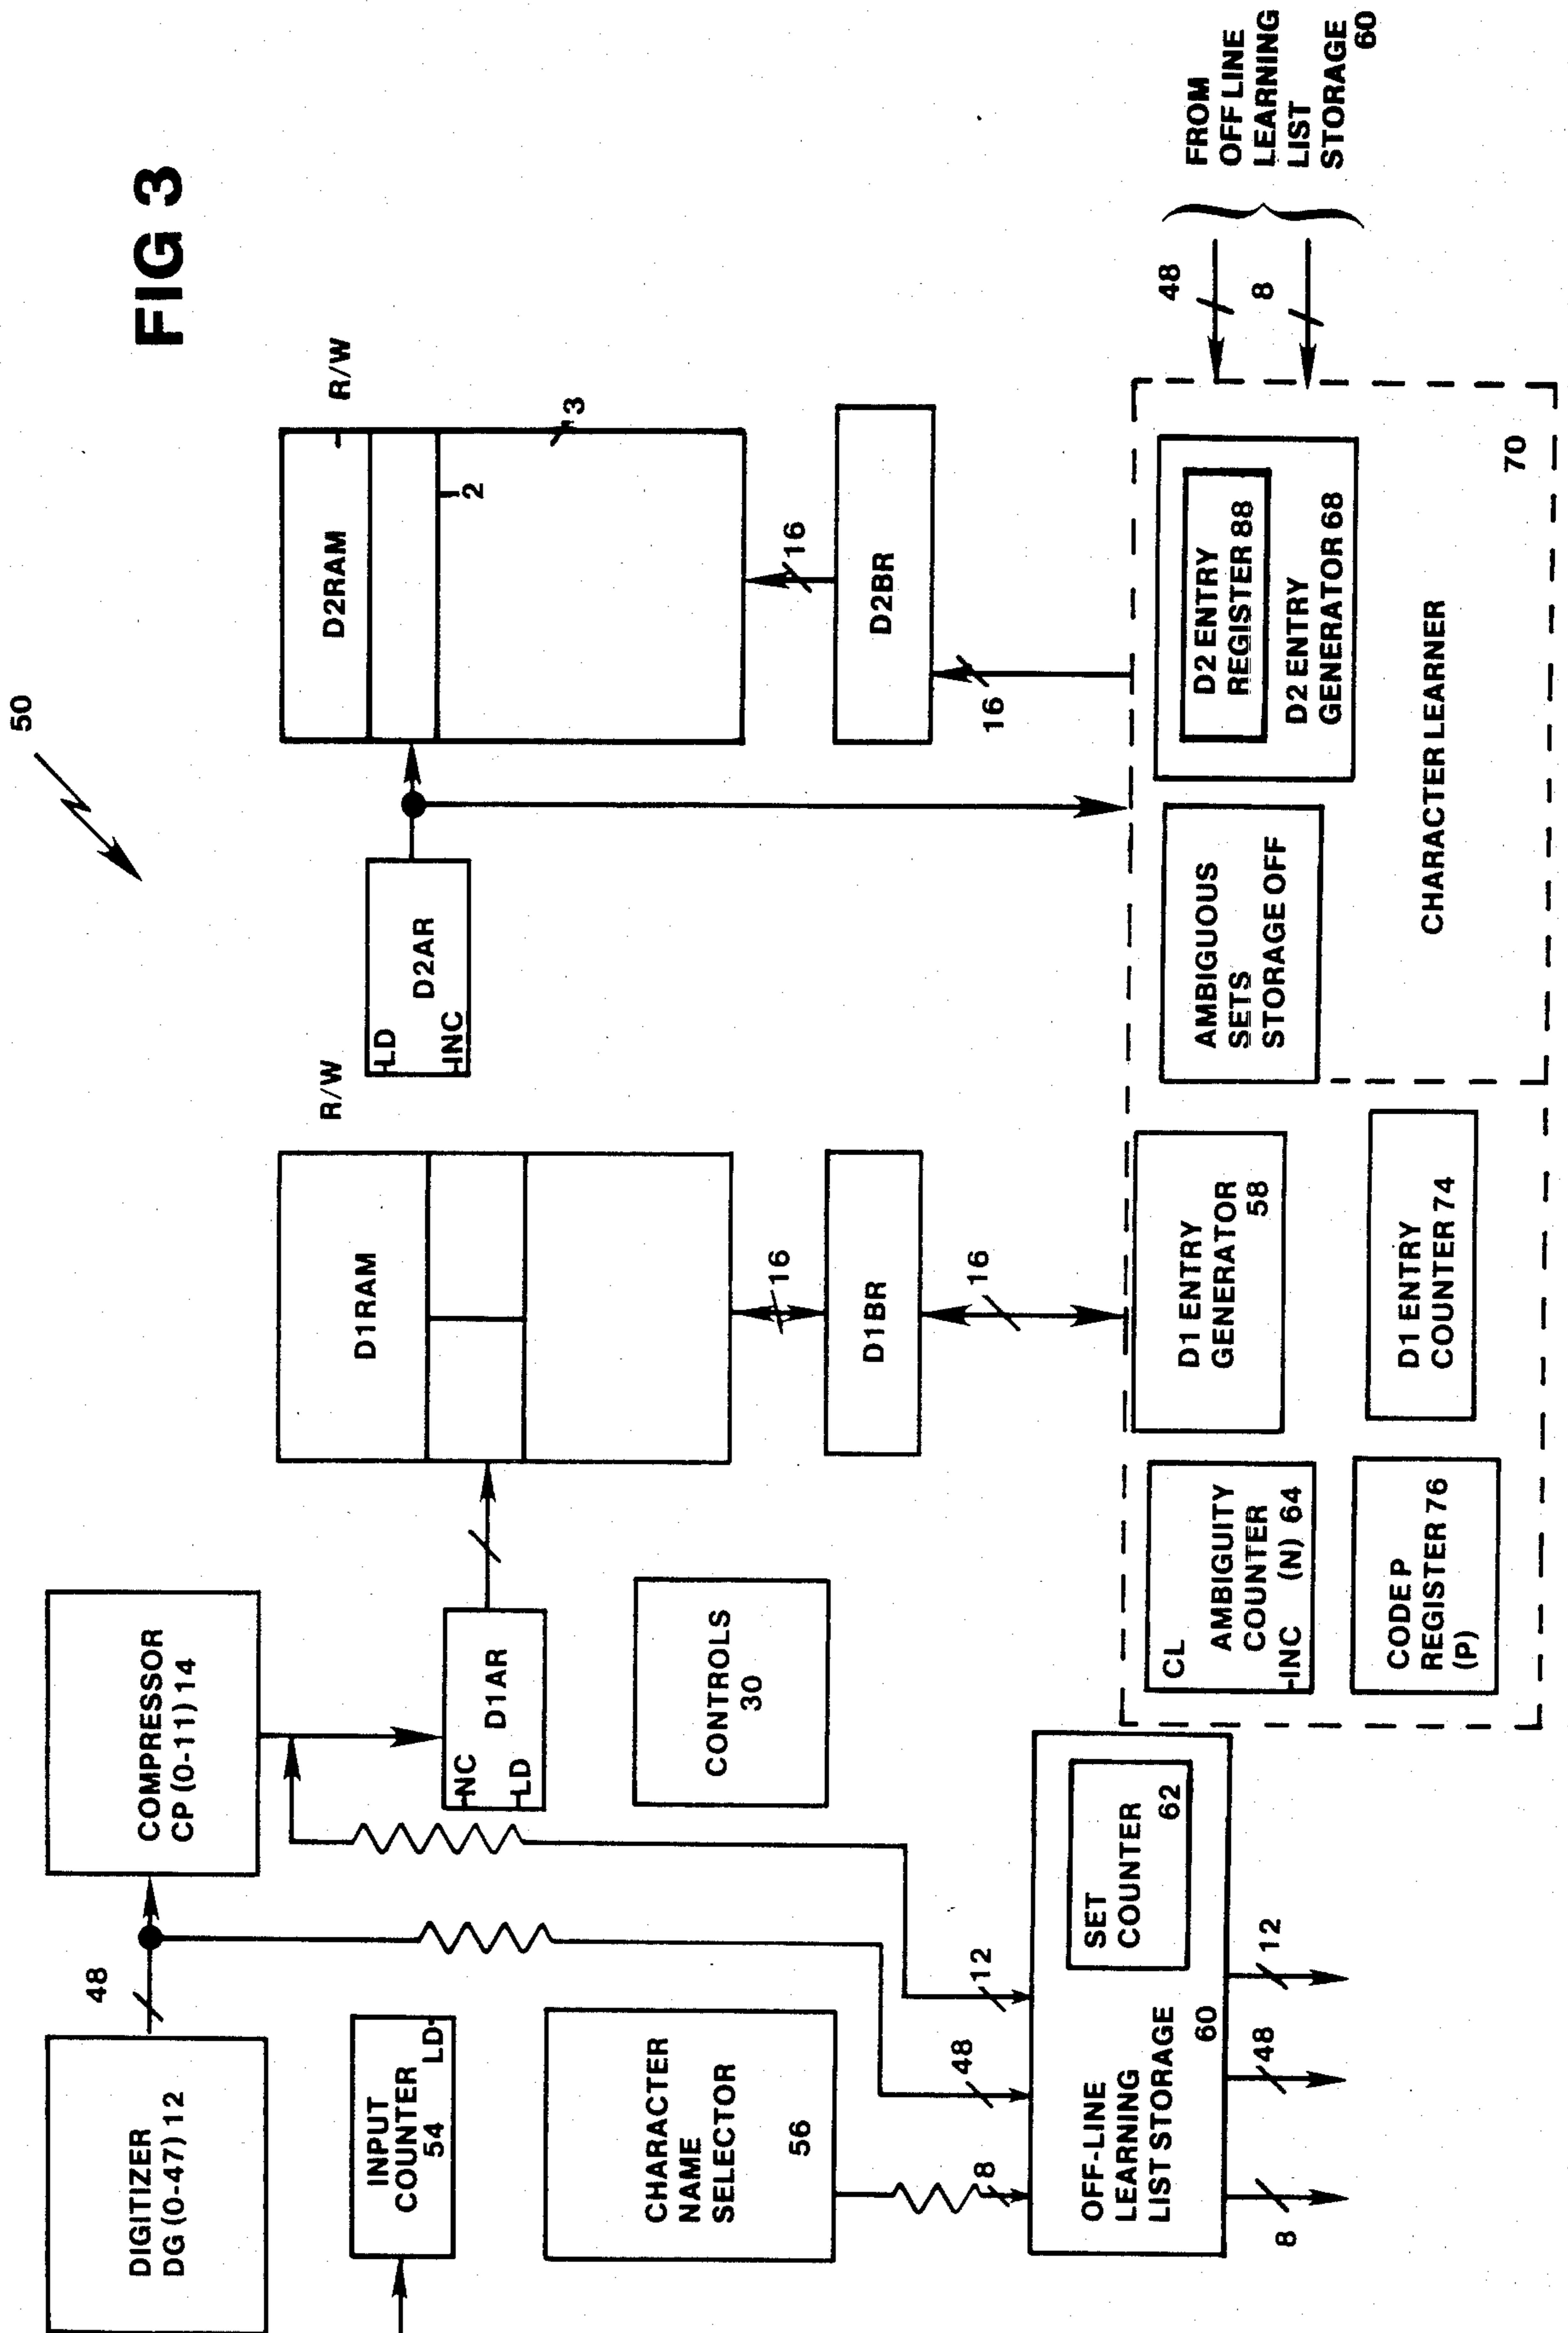 FIG 3
50
DIGITIZER
DG (0-47) 12
48
COMPRESSOR
CP (0-11) 14
INPUT
COUNTER
54
LD
CHARACTER
NAME
SELECTOR
56
8
48
12
OFF-LINE
LEARNING
LIST STORAGE
60
SET
COUNTER
62
8
48
12
NC
D1AR
LD
CONTROLS
30
D1RAM
R/W
16
D1BR
16
LD
D2AR
INC
D2RAM
R/W
2
3
16
D2BR
16
CL
AMBIGUITY
COUNTER
INC (N) 64
CODE P
REGISTER 76
(P)
D1 ENTRY
GENERATOR
58
D1 ENTRY
COUNTER 74
AMBIGUOUS
SETS
STORAGE OFF
D2 ENTRY
REGISTER 88
D2 ENTRY
GENERATOR 68
CHARACTER LEARNER
70
48
8
FROM
OFF LINE
LEARNING
LIST
STORAGE
60